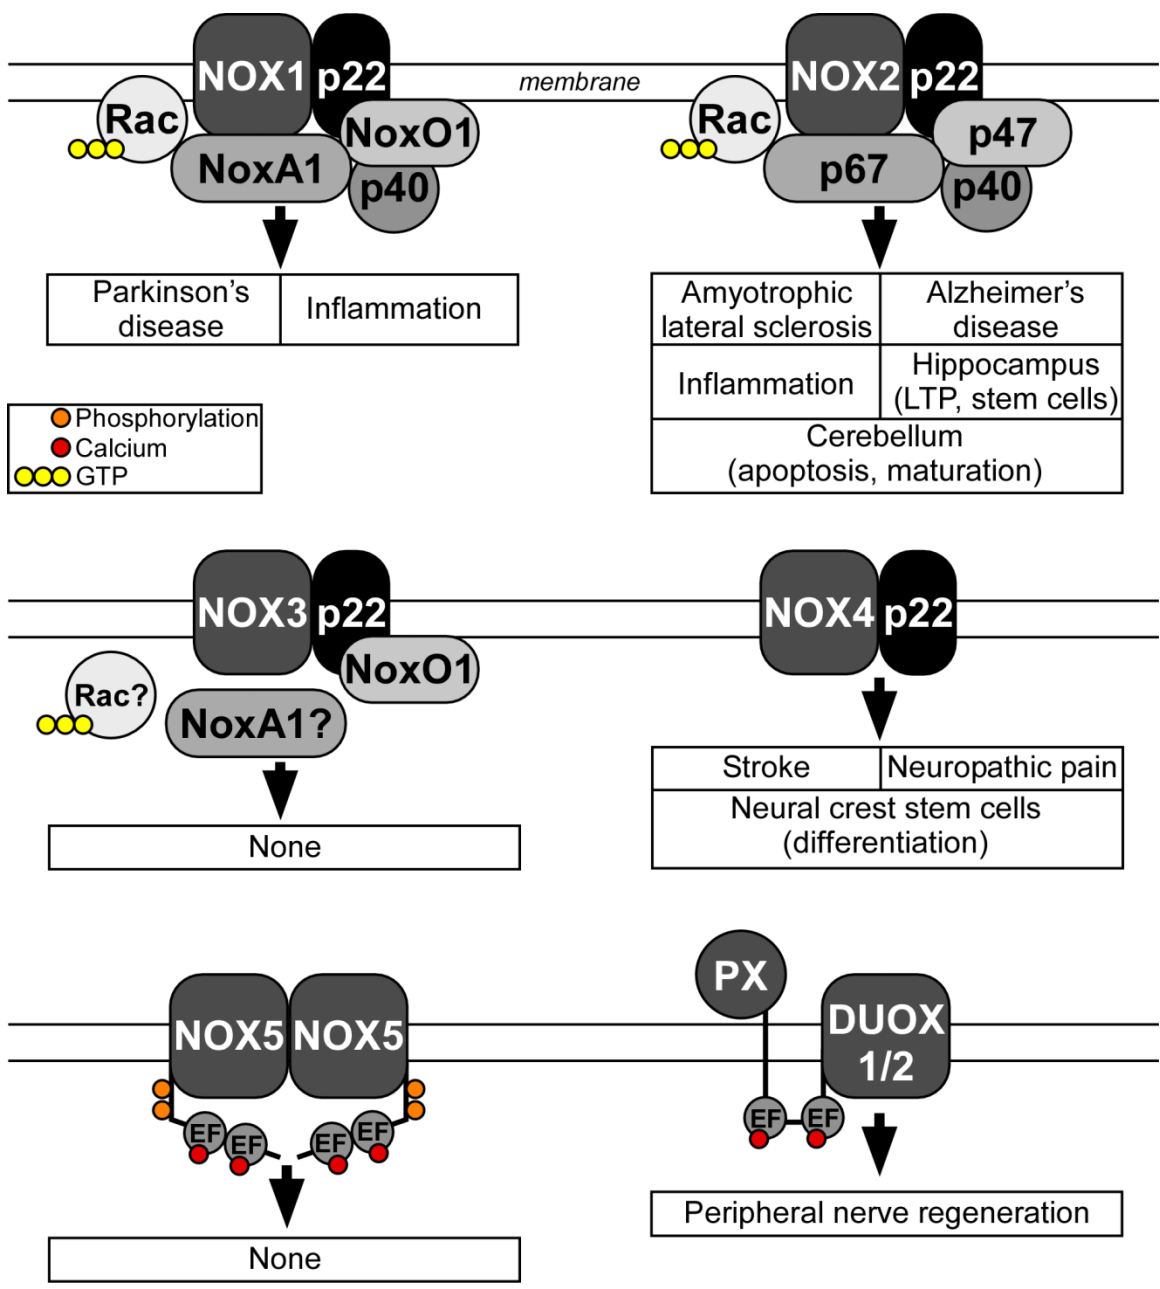 NOX1 p22
Rac
NoxO1
NoxA1
p40
membrane
NOX2 p22
Rac
p47
p67
p40
Parkinson's
disease
Inflammation
Amyotrophic
lateral sclerosis
Alzheimer's
disease
Inflammation
Hippocampus
(LTP, stem cells)
Cerebellum
(apoptosis, maturation)
Phosphorylation
Calcium
GTP
NOX3 p22
NoxO1
Rac?
NoxA1?
None
NOX4 p22
Stroke
Neuropathic pain
Neural crest stem cells
(differentiation)
NOX5 NOX5
EF EF EF EF
None
PX
DUOX
1/2
EF EF
Peripheral nerve regeneration